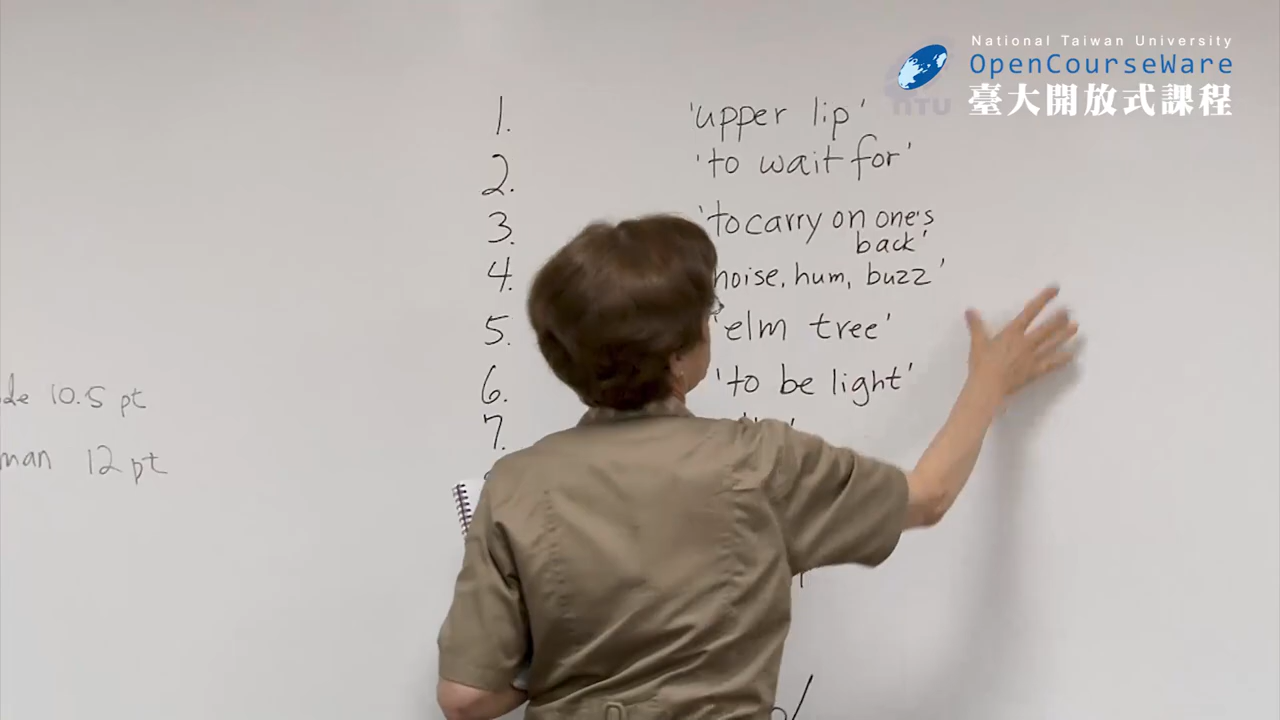 National Taiwan University
OpenCourseWare
臺大開放式課程
NTU
1. 'upper lip'
2. 'to wait for'
3. 'to carry on one's
back'
4. noise, hum, buzz'
5. 'elm tree'
6. 'to be light'
7.
10.5 pt
12 pt